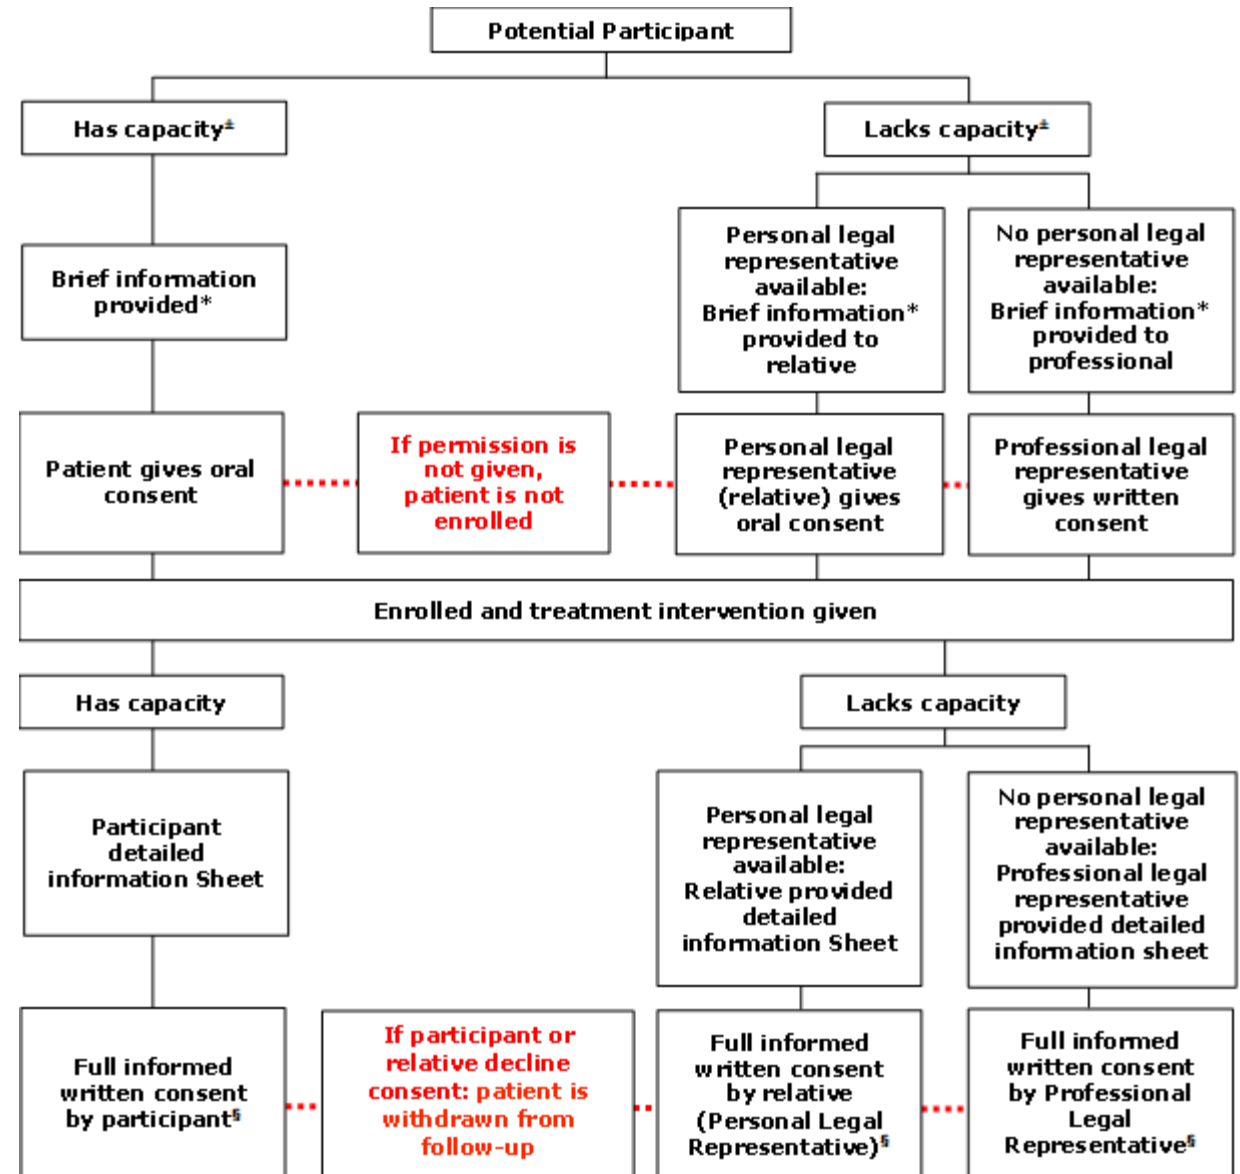 Potential Participant
Has capacity±
Lacks capacity±
Brief information
provided*
Personal legal
representative
available:
Brief information*
provided to
relative
No personal legal
representative
available:
Brief information*
provided to
professional
Patient gives oral
consent
If permission is
not given,
patient is not
enrolled
Personal legal
representative
(relative) gives
oral consent
Professional legal
representative
gives written
consent
Enrolled and treatment intervention given
Has capacity
Lacks capacity
Participant
detailed
information Sheet
Personal legal
representative
available:
Relative provided
detailed
information Sheet
No personal legal
representative
available:
Professional legal
representative
provided detailed
information sheet
Full informed
written consent
by participant§
If participant or
relative decline
consent: patient is
withdrawn from
follow-up
Full informed
written consent
by relative
(Personal Legal
Representative)§
Full informed
written consent
by Professional
Legal
Representative§